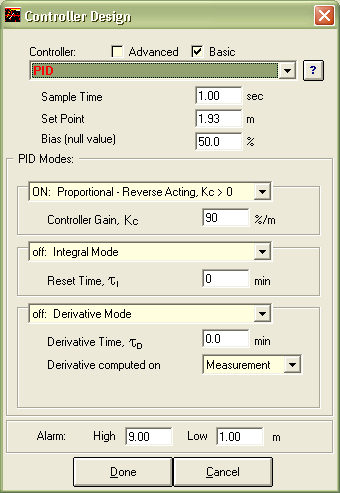 Controller Design
Controller: Advanced Basic
PID ?
Sample Time 1.00 sec
Set Point 1.93 m
Bias (null value) 50.0 %
PID Modes:
ON: Proportional - Reverse Acting, Kc > 0
Controller Gain, Kc 90 %/m
off: Integral Mode
Reset Time, τI 0 min
off: Derivative Mode
Derivative Time, τD 0.0 min
Derivative computed on Measurement
Alarm: High 9.00 Low 1.00 m
Done Cancel